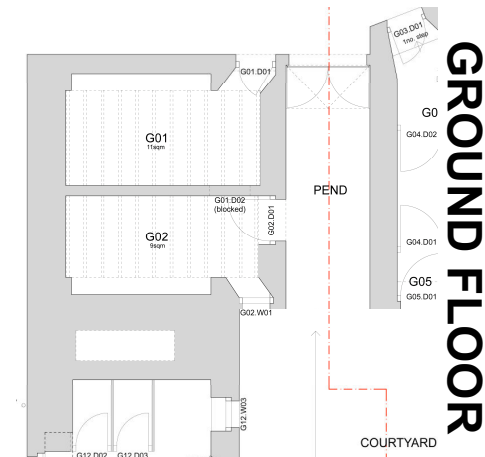 G03.D01
1no. step
G01.D01
G0
G01
11sqm
G04.D02
PEND
G01.D02
(blocked)
G02.D01
G02
9sqm
G04.D01
G05
G05.D01
G02.W01
G12.W03
COURTYARD
G12.D02
G12.D03
GROUND FLOOR